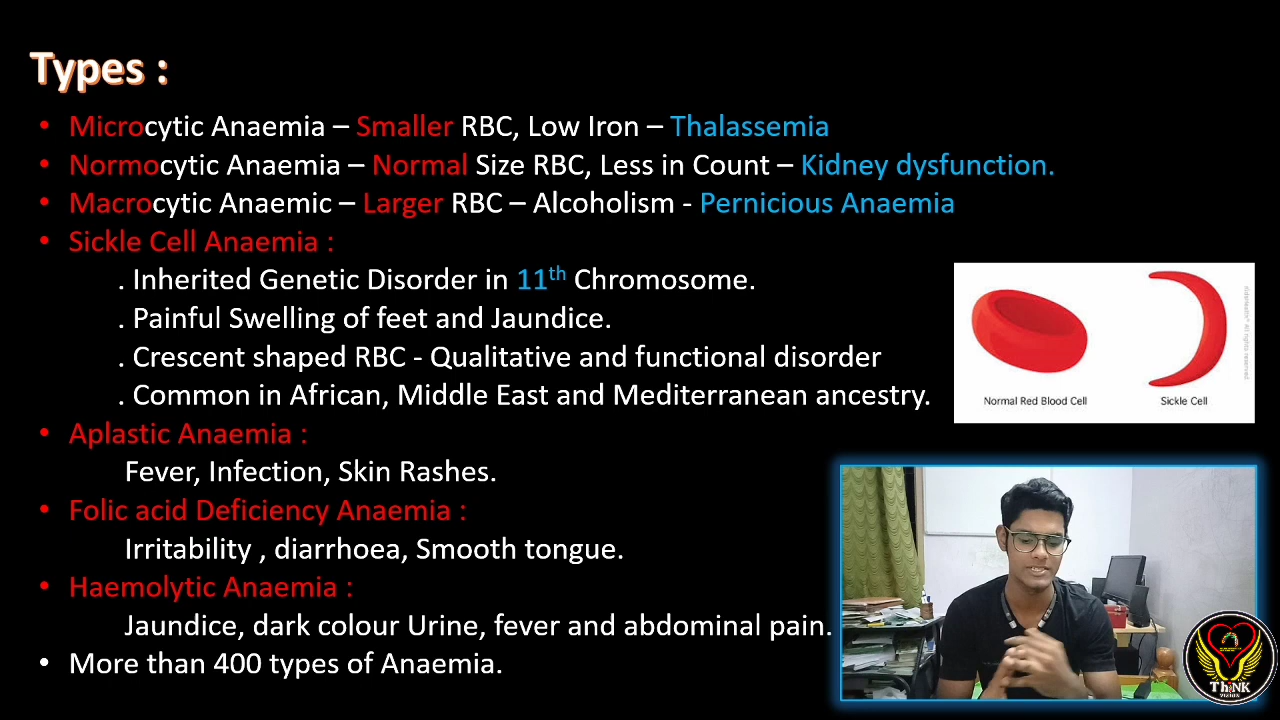 Types :
• Microcytic Anaemia – Smaller RBC, Low Iron – Thalassemia
• Normocytic Anaemia – Normal Size RBC, Less in Count – Kidney dysfunction.
• Macrocytic Anaemic – Larger RBC – Alcoholism - Pernicious Anaemia
• Sickle Cell Anaemia :
. Inherited Genetic Disorder in 11th Chromosome.
. Painful Swelling of feet and Jaundice.
. Crescent shaped RBC - Qualitative and functional disorder
. Common in African, Middle East and Mediterranean ancestry.
Normal Red Blood Cell
Sickle Cell
• Aplastic Anaemia :
Fever, Infection, Skin Rashes.
• Folic acid Deficiency Anaemia :
Irritability , diarrhoea, Smooth tongue.
• Haemolytic Anaemia :
Jaundice, dark colour Urine, fever and abdominal pain.
• More than 400 types of Anaemia.
ThiNK
VISION